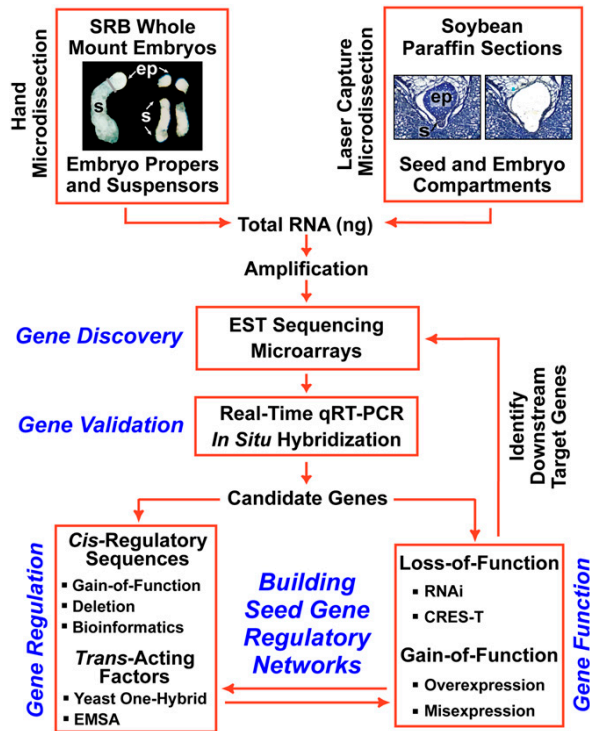 Hand
Microdissection
SRB Whole
Mount Embryos
ep
s
s
Embryo Propers
and Suspensors
Laser Capture
Microdissection
Soybean
Paraffin Sections
ep
s
Seed and Embryo
Compartments
Total RNA (ng)
Amplification
Gene Discovery
EST Sequencing
Microarrays
Gene Validation
Real-Time qRT-PCR
In Situ Hybridization
Identify
Downstream
Target Genes
Candidate Genes
Gene Regulation
Cis-Regulatory
Sequences
▪ Gain-of-Function
▪ Deletion
▪ Bioinformatics
Trans-Acting
Factors
▪ Yeast One-Hybrid
▪ EMSA
Building
Seed Gene
Regulatory
Networks
Loss-of-Function
▪ RNAi
▪ CRES-T
Gain-of-Function
▪ Overexpression
▪ Misexpression
Gene Function